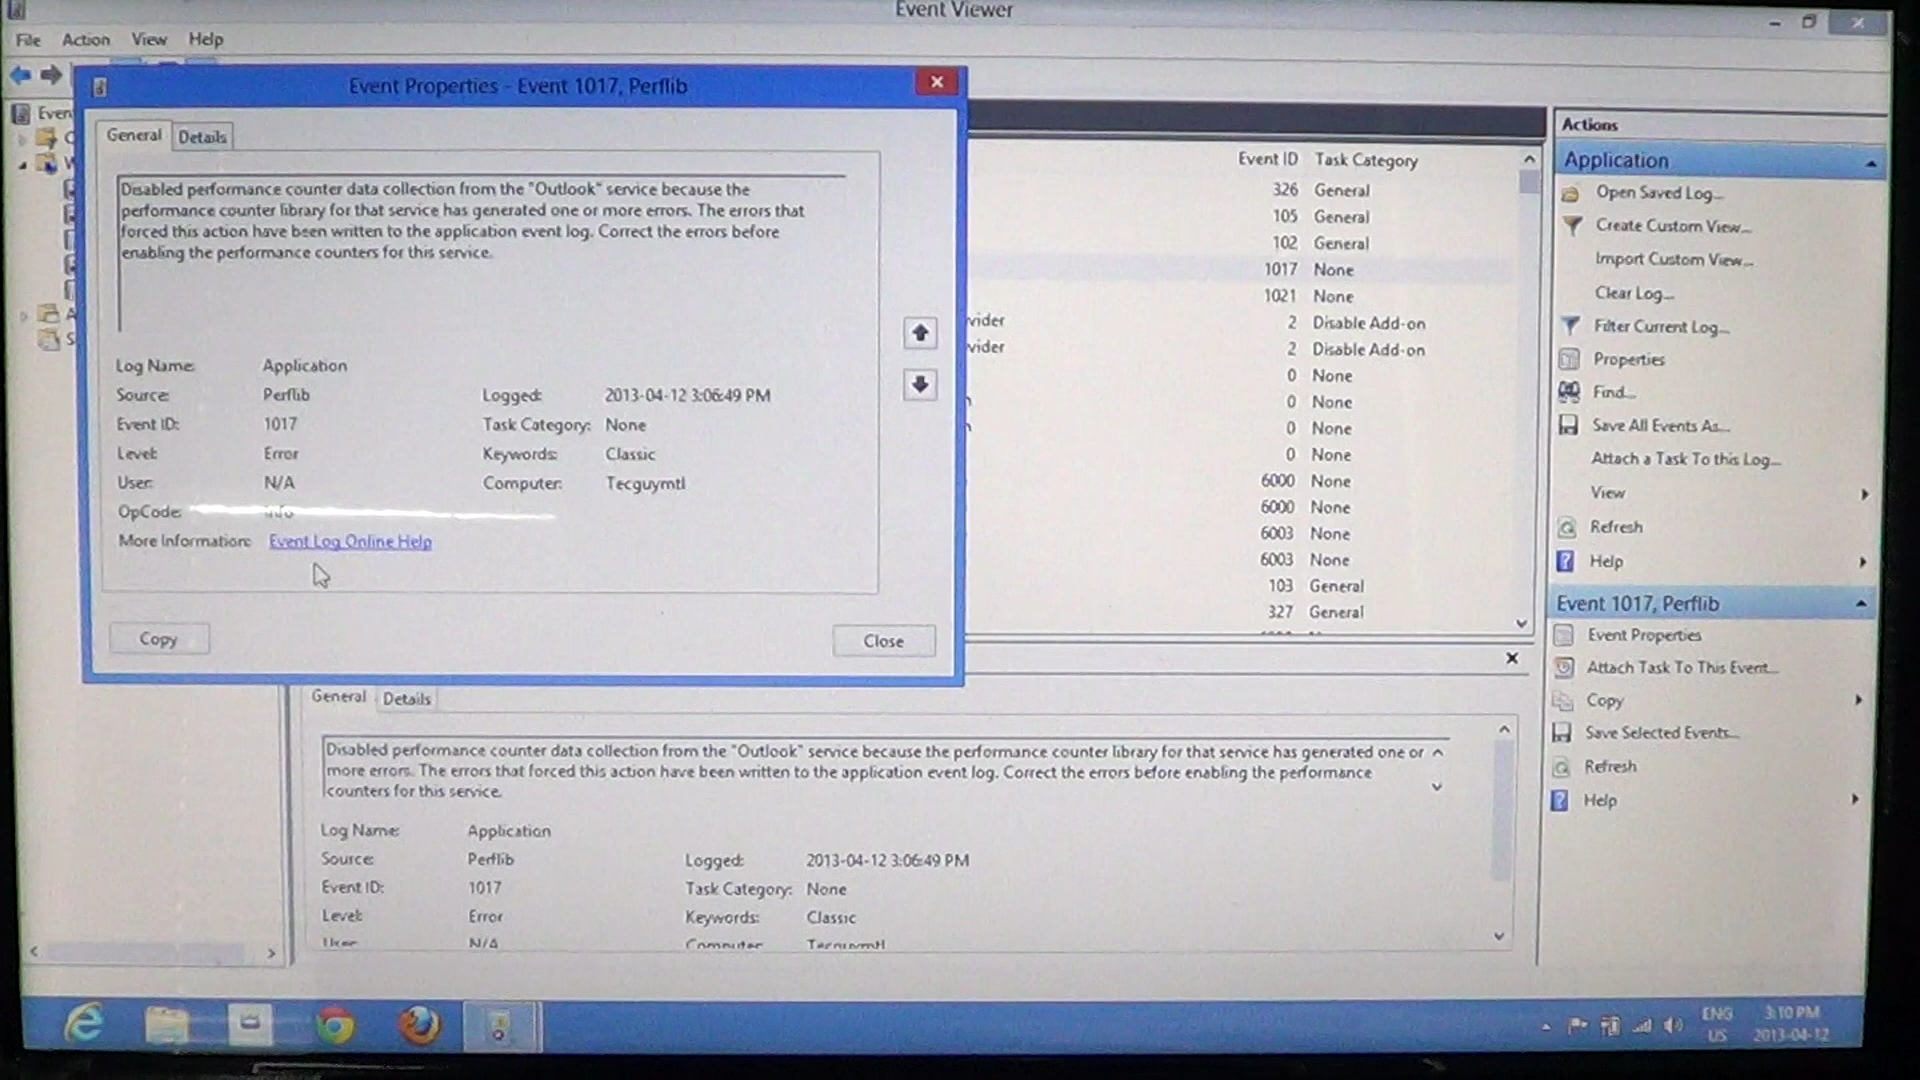 Event Viewer
File Action View Help
Event Properties - Event 1017, Perflib
General Details
Disabled performance counter data collection from the "Outlook" service because the
performance counter library for that service has generated one or more errors. The errors that
forced this action have been written to the application event log. Correct the errors before
enabling the performance counters for this service.
Log Name: Application
Source: Perflib Logged: 2013-04-12 3:06:49 PM
Event ID: 1017 Task Category: None
Level: Error Keywords: Classic
User: N/A Computer: Tecguymtl
OpCode: Info
More Information: Event Log Online Help
Copy Close
Even
Event ID Task Category
326 General
105 General
102 General
1017 None
1021 None
vider 2 Disable Add-on
vider 2 Disable Add-on
0 None
0 None
0 None
0 None
6000 None
6000 None
6003 None
6003 None
103 General
327 General
General Details
Disabled performance counter data collection from the "Outlook" service because the performance counter library for that service has generated one or
more errors. The errors that forced this action have been written to the application event log. Correct the errors before enabling the performance
counters for this service.
Log Name: Application
Source: Perflib Logged: 2013-04-12 3:06:49 PM
Event ID: 1017 Task Category: None
Level: Error Keywords: Classic
User N/A Computer Tecguymtl
Actions
Application
Open Saved Log...
Create Custom View...
Import Custom View...
Clear Log...
Filter Current Log...
Properties
Find...
Save All Events As...
Attach a Task To this Log...
View
Refresh
Help
Event 1017, Perflib
Event Properties
Attach Task To This Event...
Copy
Save Selected Events...
Refresh
Help
ENG 3:10 PM
US 2013-04-12